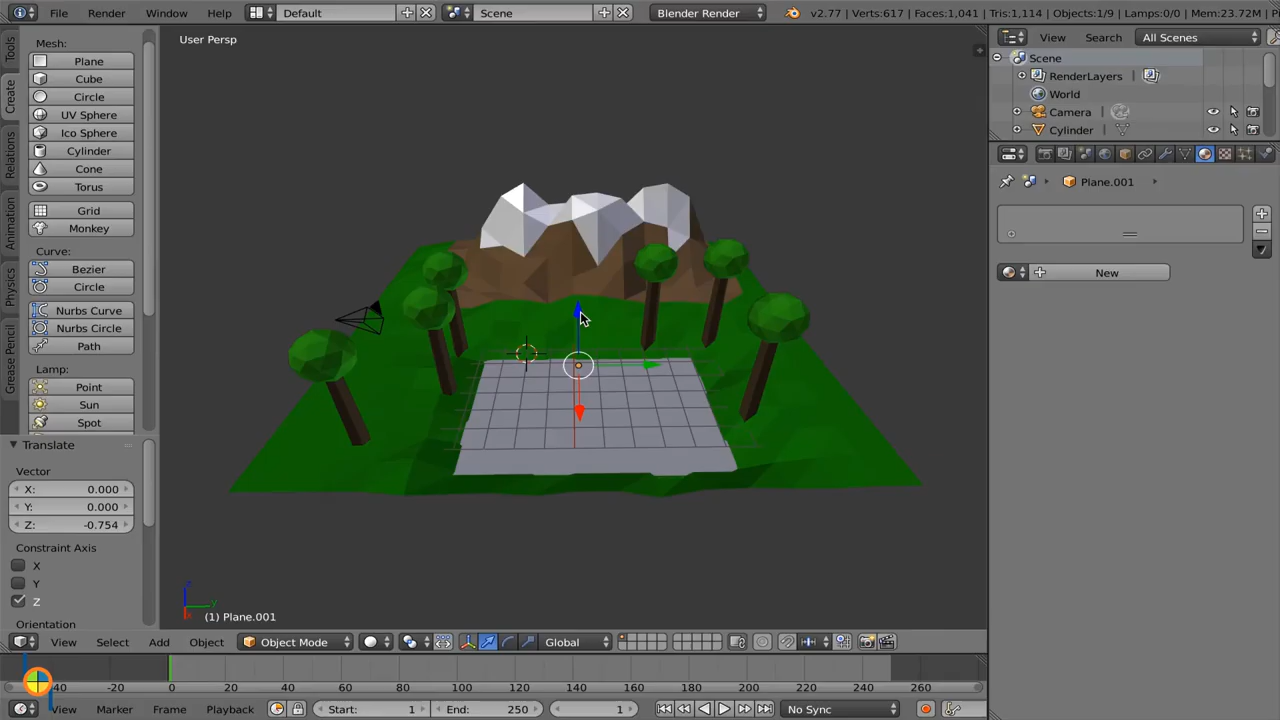 File Render Window Help Default Scene Blender Render v2.77 | Verts:617 | Faces:1,041 | Tris:1,114 | Objects:1/9 | Lamps:0/0 | Mem:23.72M
Tools
Create
Relations
Animation
Physics
Grease Pencil
Mesh:
Plane
Cube
Circle
UV Sphere
Ico Sphere
Cylinder
Cone
Torus
Grid
Monkey
Curve:
Bezier
Circle
Nurbs Curve
Nurbs Circle
Path
Lamp:
Point
Sun
Spot
Translate
Vector
X: 0.000
Y: 0.000
Z: -0.754
Constraint Axis
X
Y
Z
Orientation
User Persp
(1) Plane.001
View Search All Scenes
Scene
RenderLayers
World
Camera
Cylinder
Plane.001
New
View Select Add Object Object Mode Global
40 -20 0 20 40 60 80 100 120 140 160 180 200 220 240 260
View Marker Frame Playback Start: 1 End: 250 1 No Sync